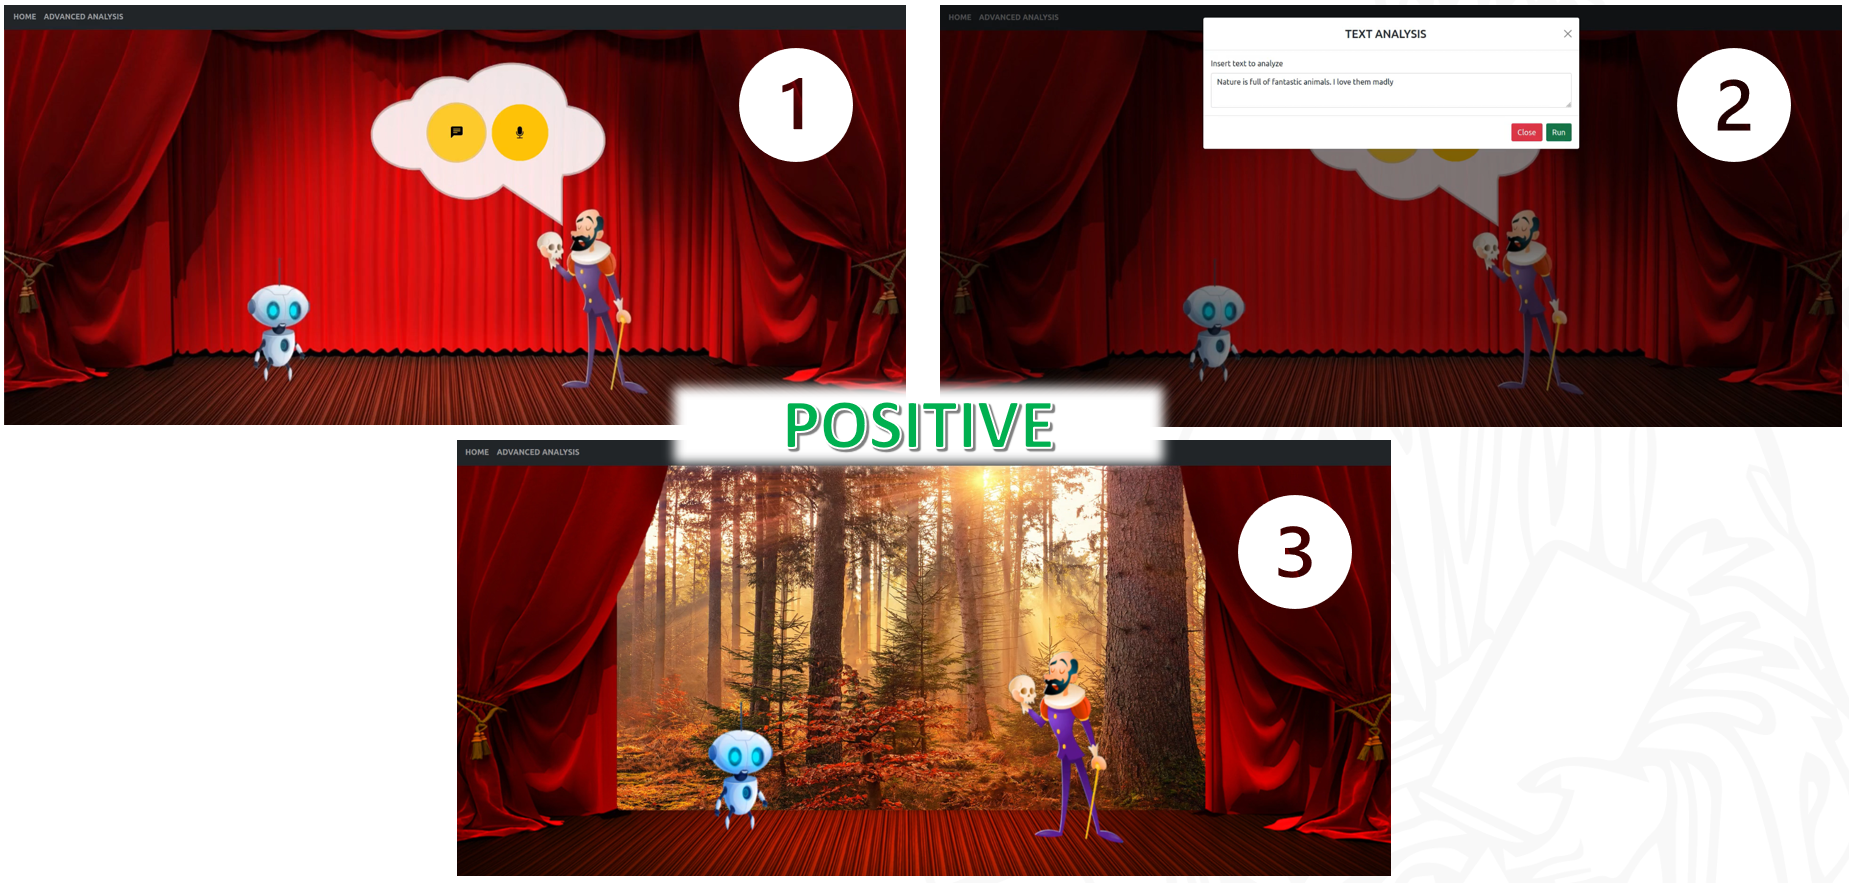 HOME ADVANCED ANALYSIS
1
HOME ADVANCED ANALYSIS
TEXT ANALYSIS
Insert text to analyze
Nature is full of fantastic animals. I love them madly
Close Run
2
POSITIVE
HOME ADVANCED ANALYSIS
3